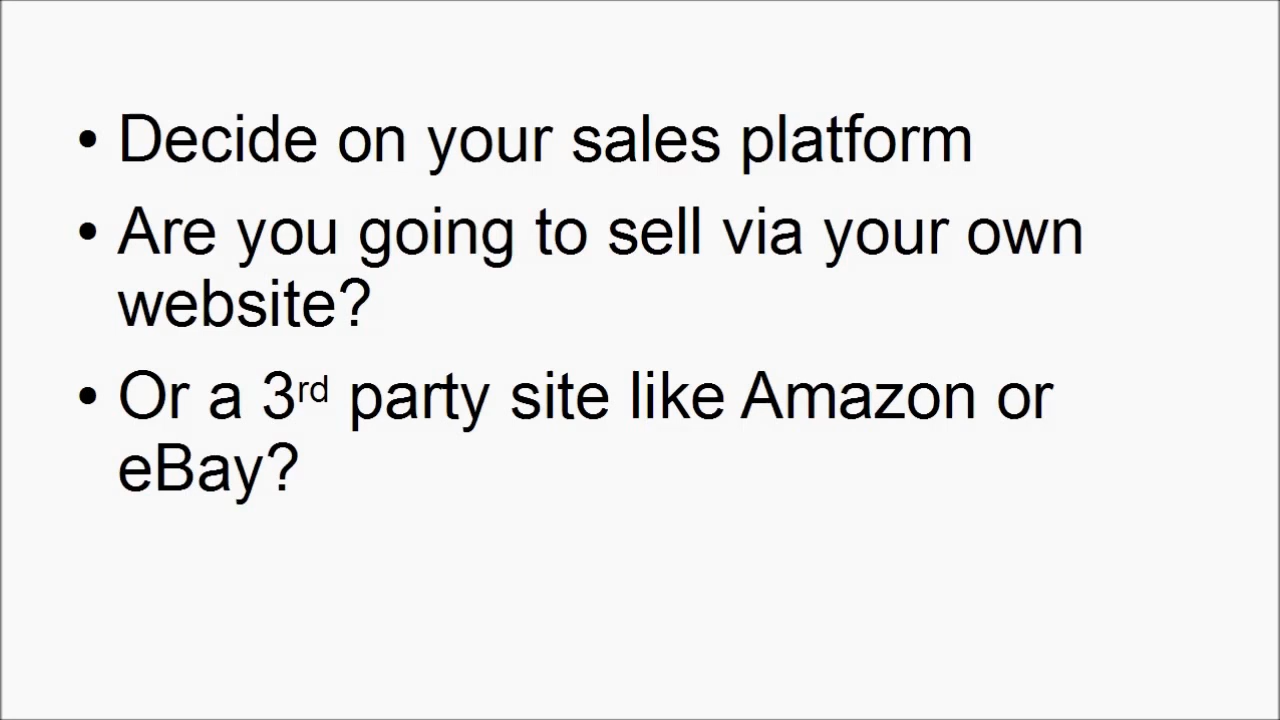 • Decide on your sales platform
• Are you going to sell via your own
website?
• Or a 3rd party site like Amazon or
eBay?